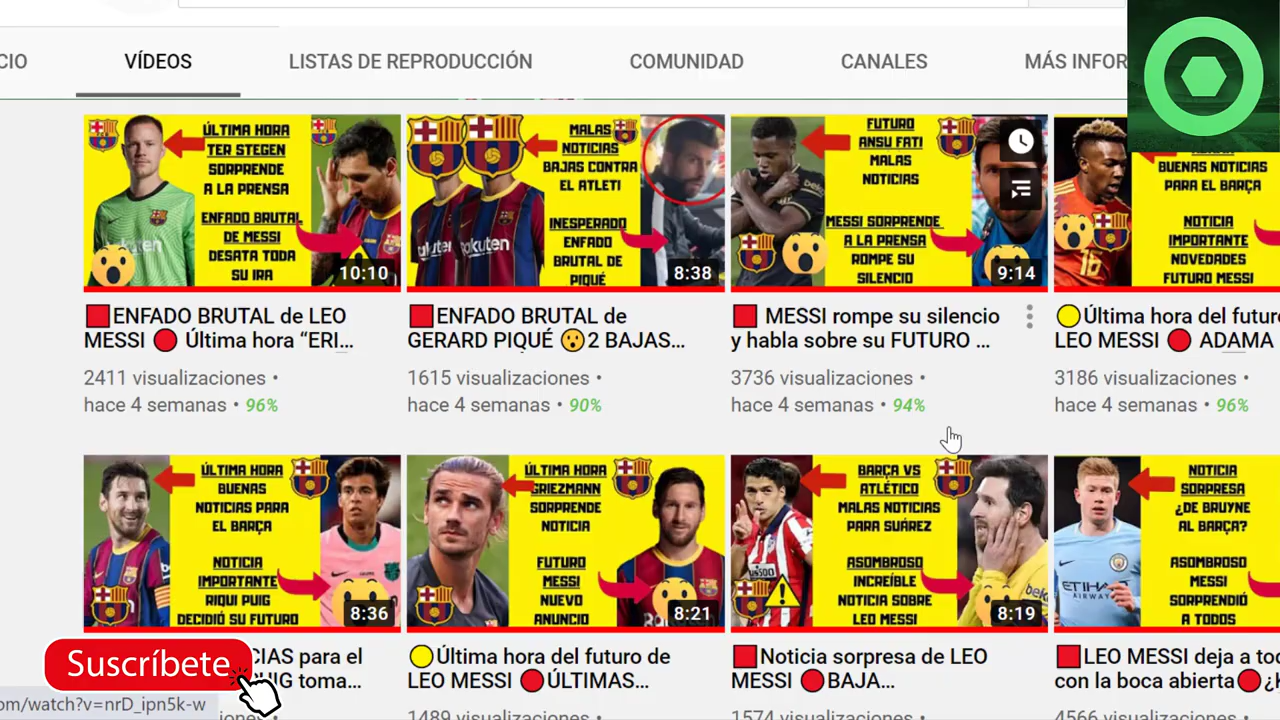 CIO
VÍDEOS
LISTAS DE REPRODUCCIÓN
COMUNIDAD
CANALES
MÁS INFOR
ÚLTIMA HORA
TER STEGEN
SORPRENDE
A LA PRENSA
ENFADO BRUTAL
DE MESSI
DESATA TODA
SU IRA
10:10
MALAS
NOTICIAS
BAJAS CONTRA
EL ATLETI
INESPERADO
ENFADO
BRUTAL DE
PIQUÉ
8:38
FUTURO
ANSU FATI
MALAS
NOTICIAS
MESSI SORPRENDE
A LA PRENSA
ROMPE SU
SILENCIO
9:14
BUENAS NOTICIAS
PARA EL BARÇA
NOTICIA
IMPORTANTE
NOVEDADES
FUTURO MESSI
🟥ENFADO BRUTAL de LEO
MESSI 🔴 Última hora “ERI...
2411 visualizaciones •
hace 4 semanas • 96%
🟥ENFADO BRUTAL de
GERARD PIQUÉ 😮2 BAJAS...
1615 visualizaciones •
hace 4 semanas • 90%
🟥 MESSI rompe su silencio
y habla sobre su FUTURO ...
3736 visualizaciones •
hace 4 semanas • 94%
🟡Última hora del futuro
LEO MESSI 🔴 ADAMA
3186 visualizaciones •
hace 4 semanas • 96%
ÚLTIMA HORA
BUENAS
NOTICIAS PARA
EL BARÇA
NOTICIA
IMPORTANTE
RIQUI PUIG
DECIDIÓ SU FUTURO
8:36
ÚLTIMA HORA
GRIEZMANN
SORPRENDE
NOTICIA
FUTURO
MESSI
NUEVO
ANUNCIO
8:21
BARÇA VS
ATLÉTICO
MALAS NOTICIAS
PARA SUÁREZ
ASOMBROSO
INCREÍBLE
NOTICIA SOBRE
LEO MESSI
8:19
NOTICIA
SORPRESA
¿DE BRUYNE
AL BARÇA?
ASOMBROSO
MESSI
SORPRENDIÓ
A TODOS
ETIHAD
AIRWAYS
CIAS para el
UIG toma...
🟡Última hora del futuro de
LEO MESSI 🔴ÚLTIMAS...
1489 visualizaciones
🟥Noticia sorpresa de LEO
MESSI 🔴BAJA...
1574 visualizaciones
🟥LEO MESSI deja a tod
con la boca abierta🔴¿K
4566 visualizaciones
Suscríbete
om/watch?v=nrD_ipn5k-w